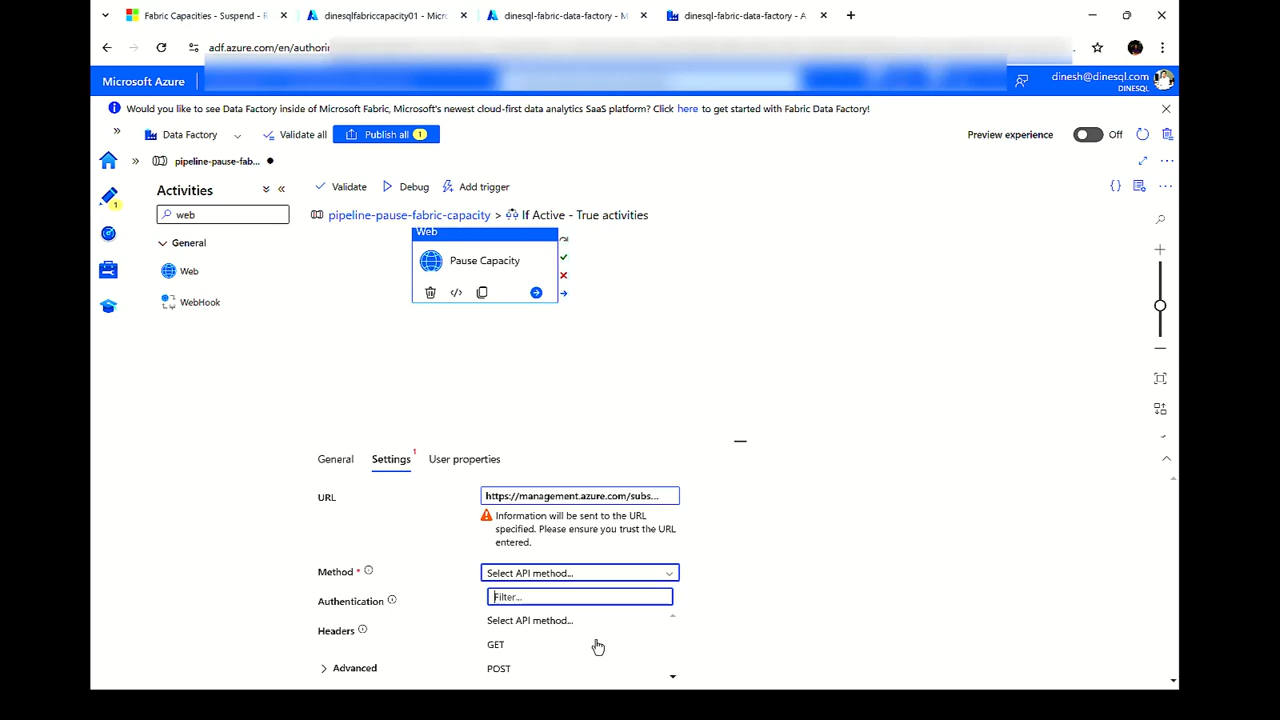 Fabric Capacities - Suspend - R
dinesqlfabriccapacity01 - Micro
dinesql-fabric-data-factory - M
dinesql-fabric-data-factory - A
adf.azure.com/en/authorin
Microsoft Azure
dinesh@dinesql.com
DINESQL
Would you like to see Data Factory inside of Microsoft Fabric, Microsoft's newest cloud-first data analytics SaaS platform? Click here to get started with Fabric Data Factory!
Data Factory
Validate all
Publish all 1
Preview experience
Off
pipeline-pause-fab...
Activities
Validate
Debug
Add trigger
1
web
pipeline-pause-fabric-capacity > If Active - True activities
General
Web
WebHook
Web
Pause Capacity
General
Settings 1
User properties
URL
https://management.azure.com/subs...
Information will be sent to the URL
specified. Please ensure you trust the URL
entered.
Method *
Select API method...
Authentication
Filter...
Headers
Select API method...
GET
Advanced
POST